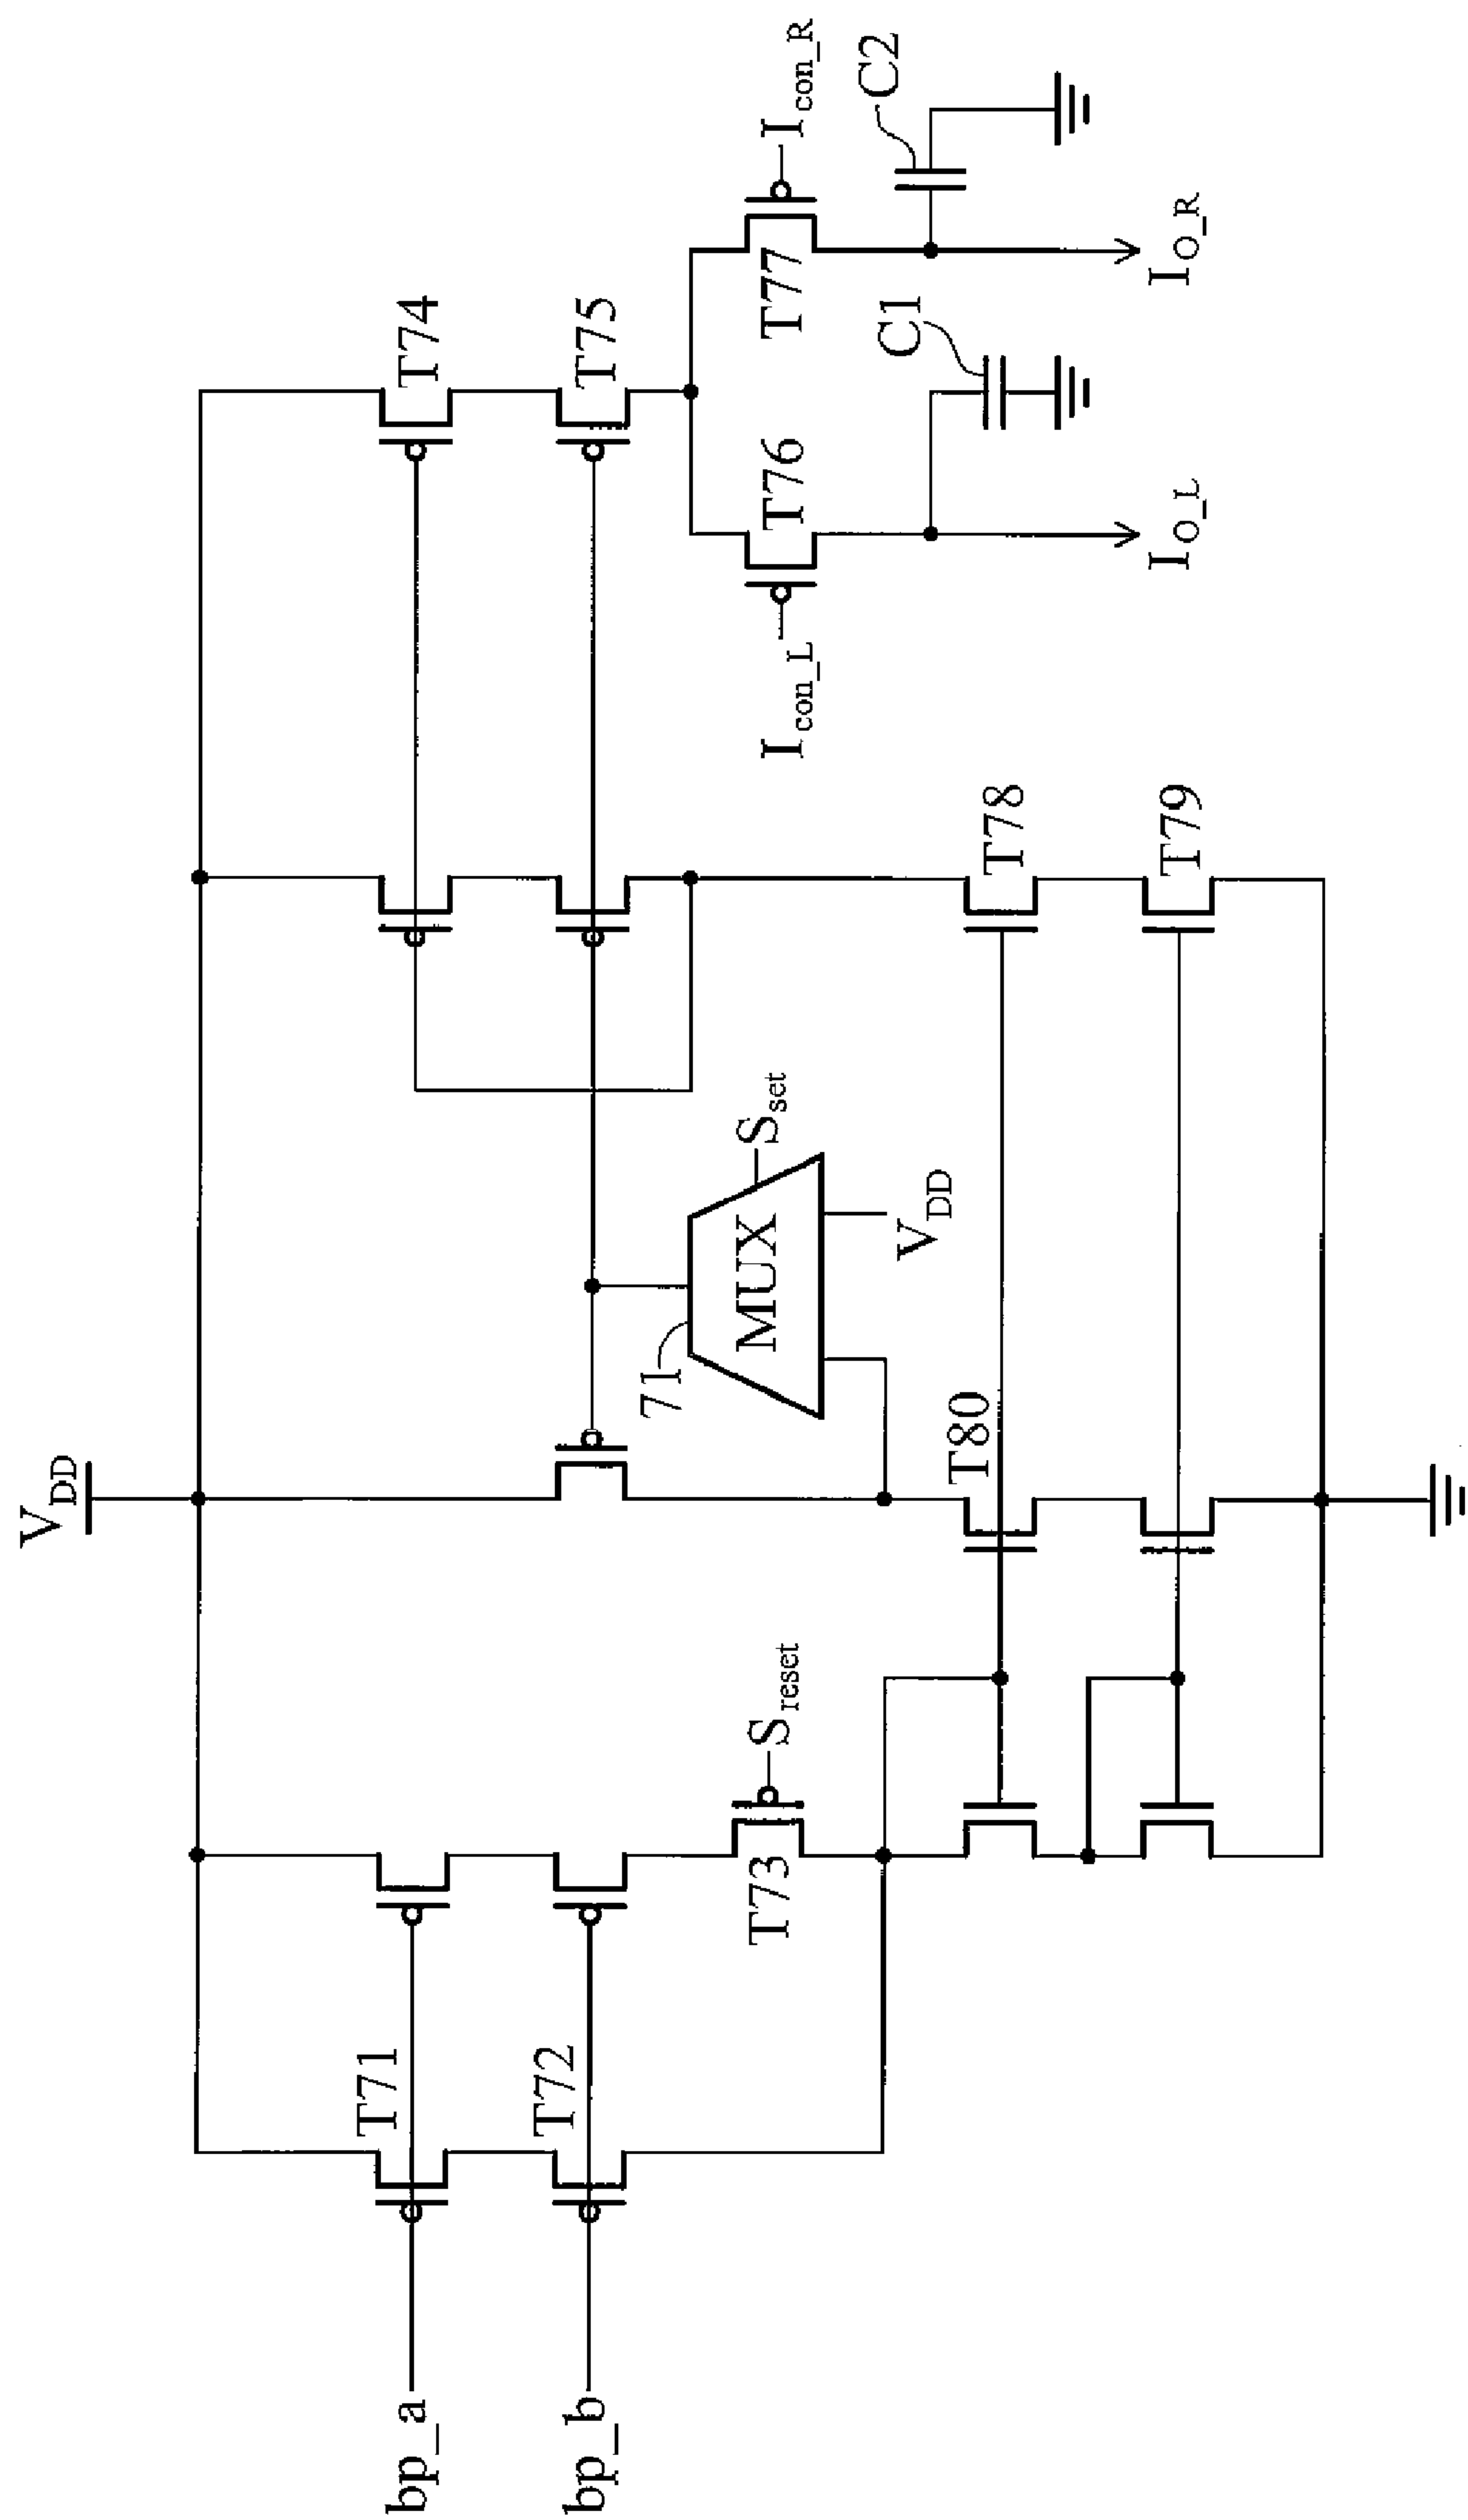 V_DD
T71
T72
T73
S_reset
71
MUX
S_set
V_DD
T74
T75
T76
T77
I_con_L
I_con_R
C1
C2
I_O_L
I_O_R
T80
T78
T79
bp_a
bp_b